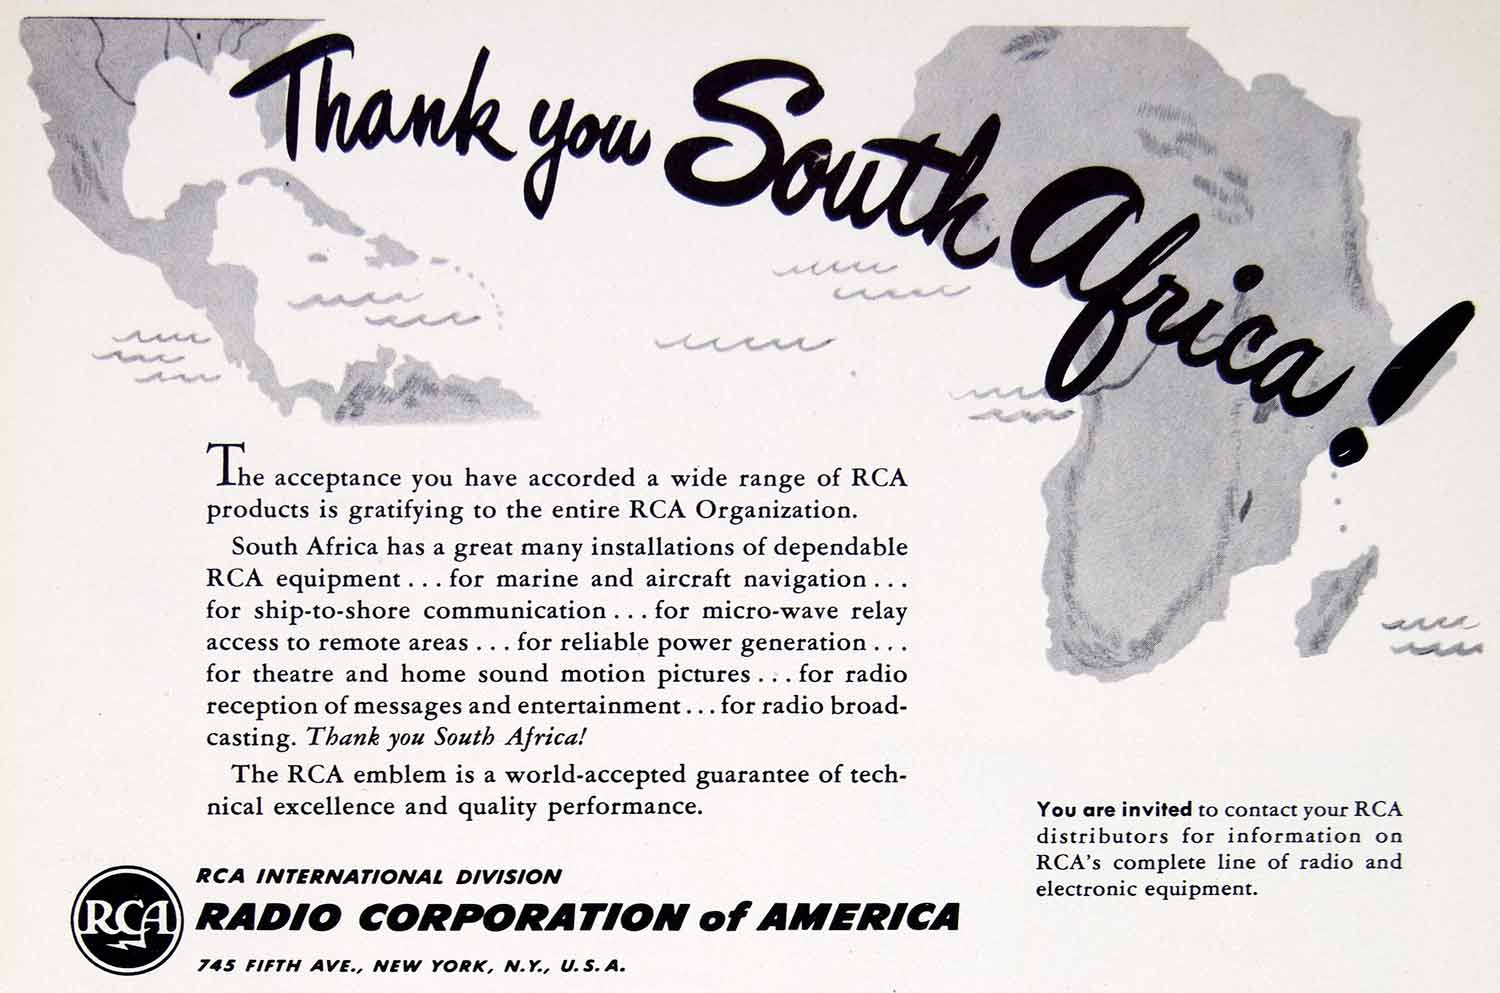 Thank you South Africa!
The acceptance you have accorded a wide range of RCA
products is gratifying to the entire RCA Organization.
South Africa has a great many installations of dependable
RCA equipment . . . for marine and aircraft navigation . . .
for ship-to-shore communication . . . for micro-wave relay
access to remote areas . . . for reliable power generation . . .
for theatre and home sound motion pictures . . . for radio
reception of messages and entertainment . . . for radio broad-
casting. Thank you South Africa!
The RCA emblem is a world-accepted guarantee of tech-
nical excellence and quality performance.
You are invited to contact your RCA
distributors for information on
RCA's complete line of radio and
electronic equipment.
RCA
RCA INTERNATIONAL DIVISION
RADIO CORPORATION of AMERICA
745 FIFTH AVE., NEW YORK, N.Y., U.S.A.